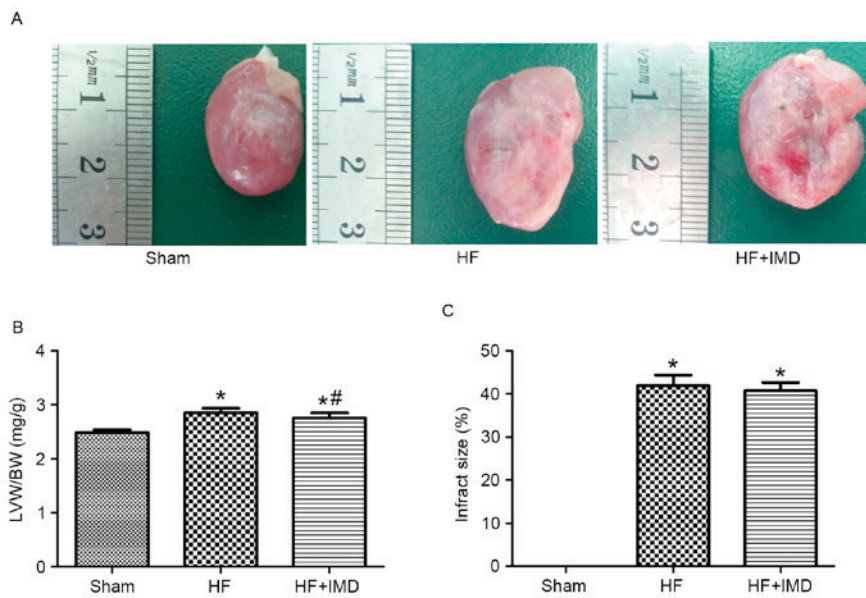 A
1/2mm 1 2 3
1/2mm 1 2 3
1/2mm 1 2 3
Sham
HF
HF+IMD
B
LVW/BW (mg/g)
4
3
2
1
0
*
*#
Sham
HF
HF+IMD
C
Infract size (%)
50
40
30
20
10
0
*
*
Sham
HF
HF+IMD